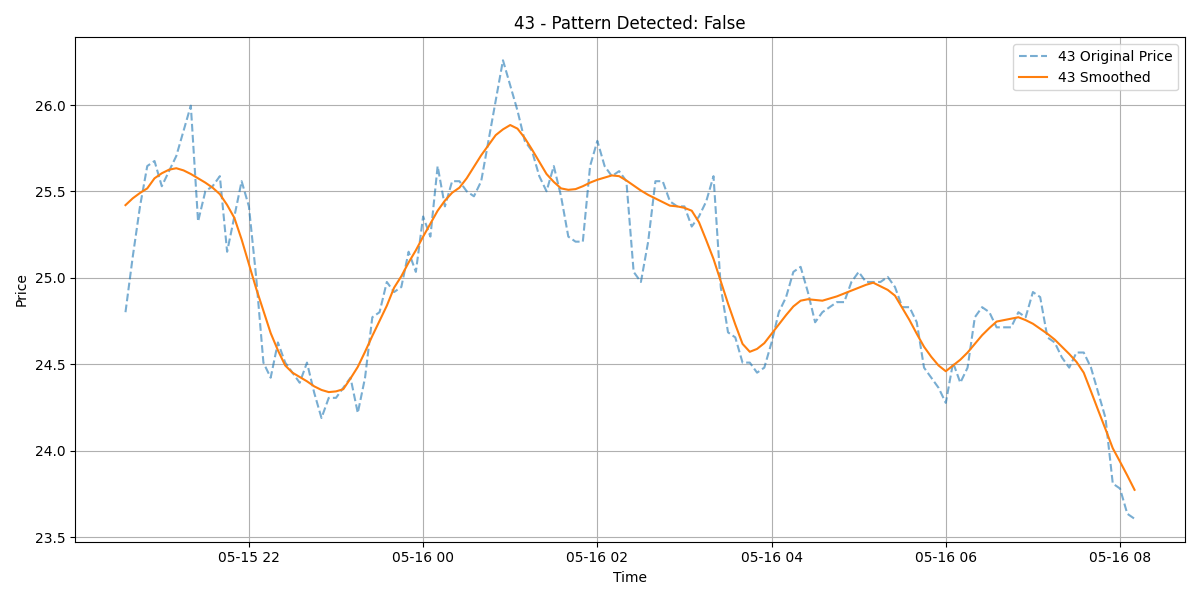 43 - Pattern Detected: False
43 Original Price
43 Smoothed
26.0
25.5
25.0
24.5
24.0
23.5
Price
05-15 22
05-16 00
05-16 02
05-16 04
05-16 06
05-16 08
Time